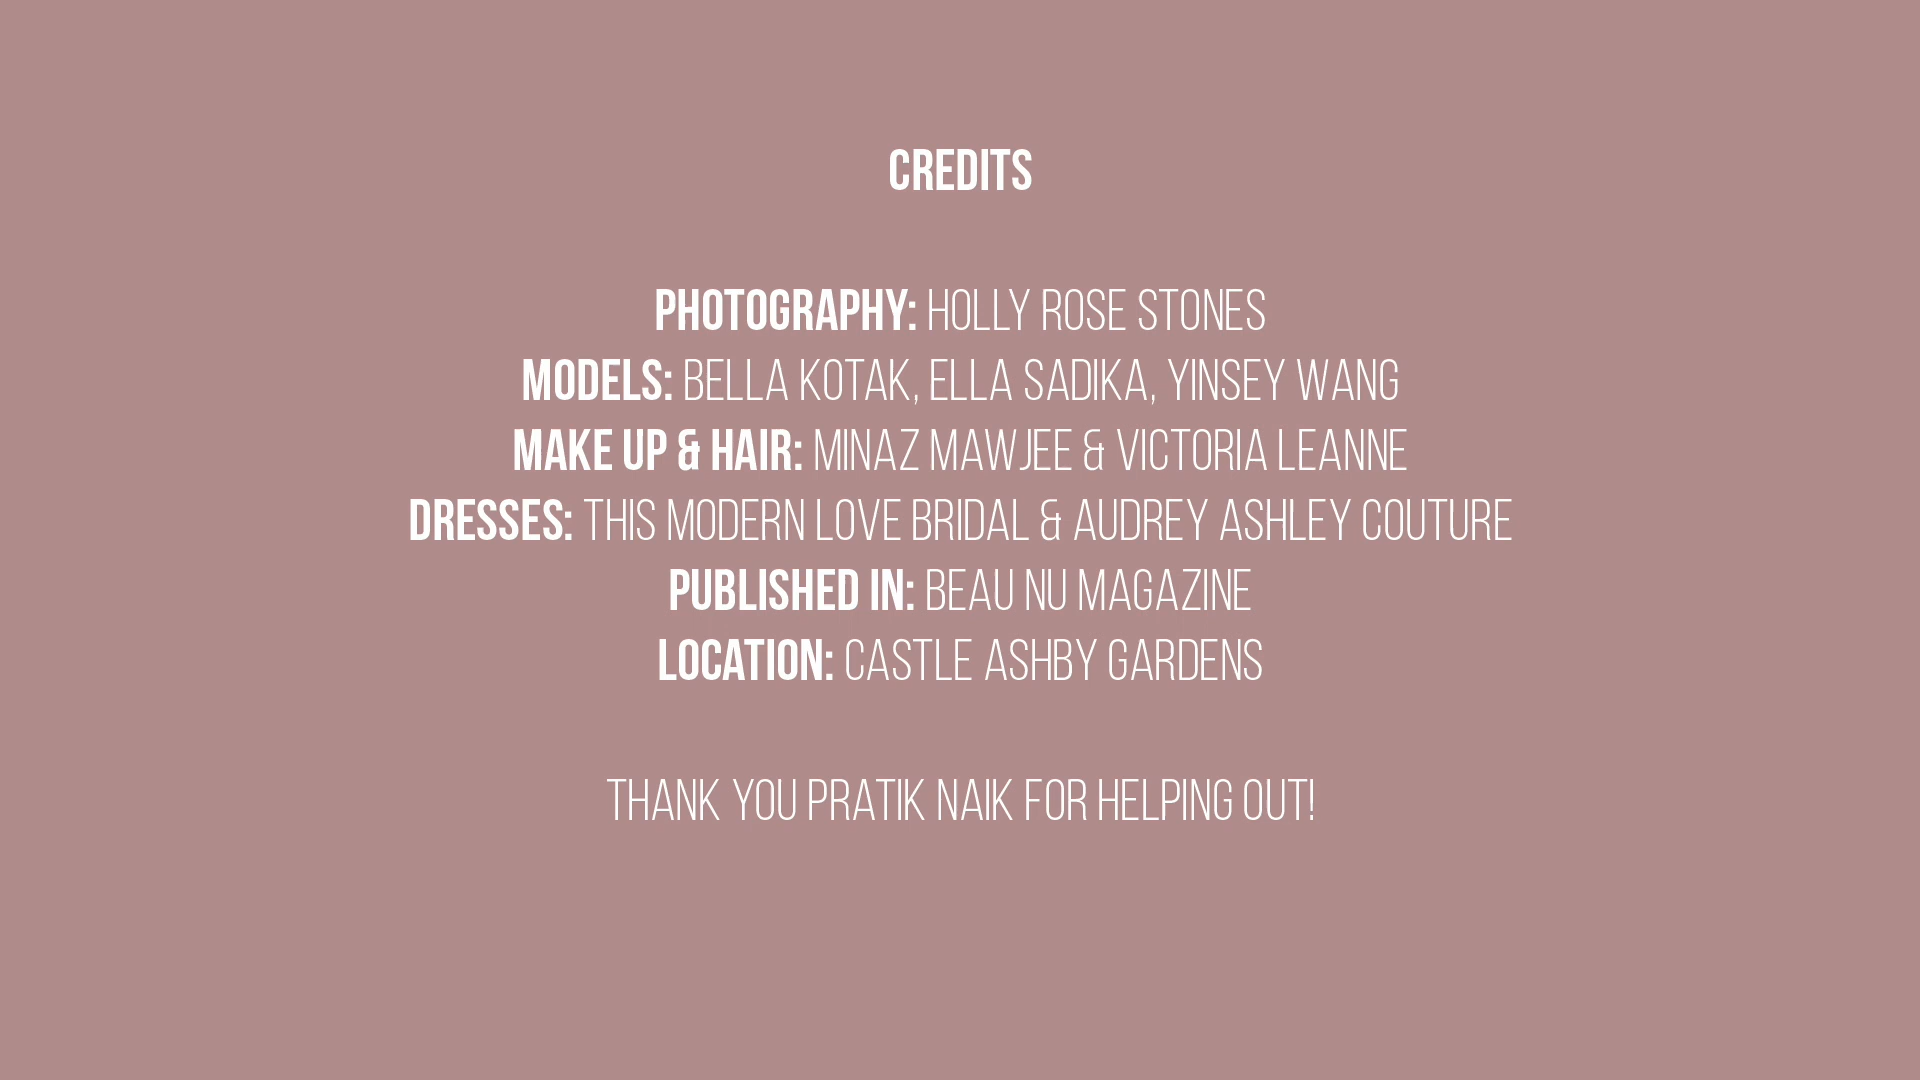 CREDITS
PHOTOGRAPHY: HOLLY ROSE STONES
MODELS: BELLA KOTAK, ELLA SADIKA, YINSEY WANG
MAKE UP & HAIR: MINAZ MAWJEE & VICTORIA LEANNE
DRESSES: THIS MODERN LOVE BRIDAL & AUDREY ASHLEY COUTURE
PUBLISHED IN: BEAU NU MAGAZINE
LOCATION: CASTLE ASHBY GARDENS
THANK YOU PRATIK NAIK FOR HELPING OUT!